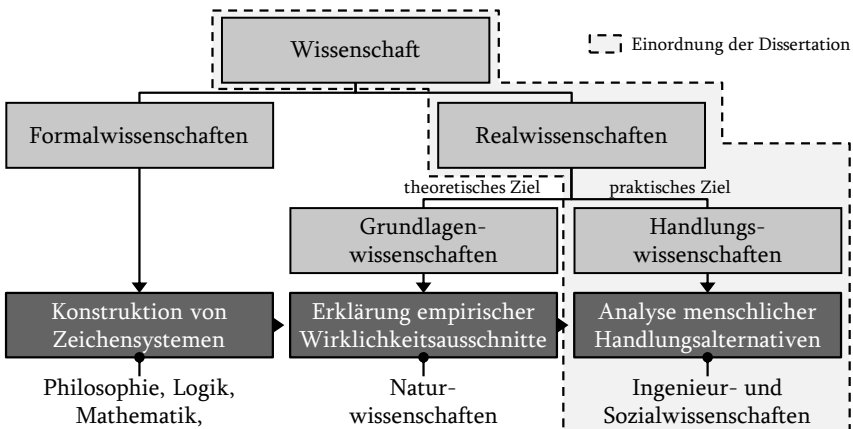 Wissenschaft
Einordnung der Dissertation
Formalwissenschaften
Realwissenschaften
theoretisches Ziel
praktisches Ziel
Grundlagen-
wissenschaften
Handlungs-
wissenschaften
Konstruktion von
Zeichensystemen
Erklärung empirischer
Wirklichkeitsausschnitte
Analyse menschlicher
Handlungsalternativen
Philosophie, Logik,
Mathematik,
Natur-
wissenschaften
Ingenieur- und
Sozialwissenschaften